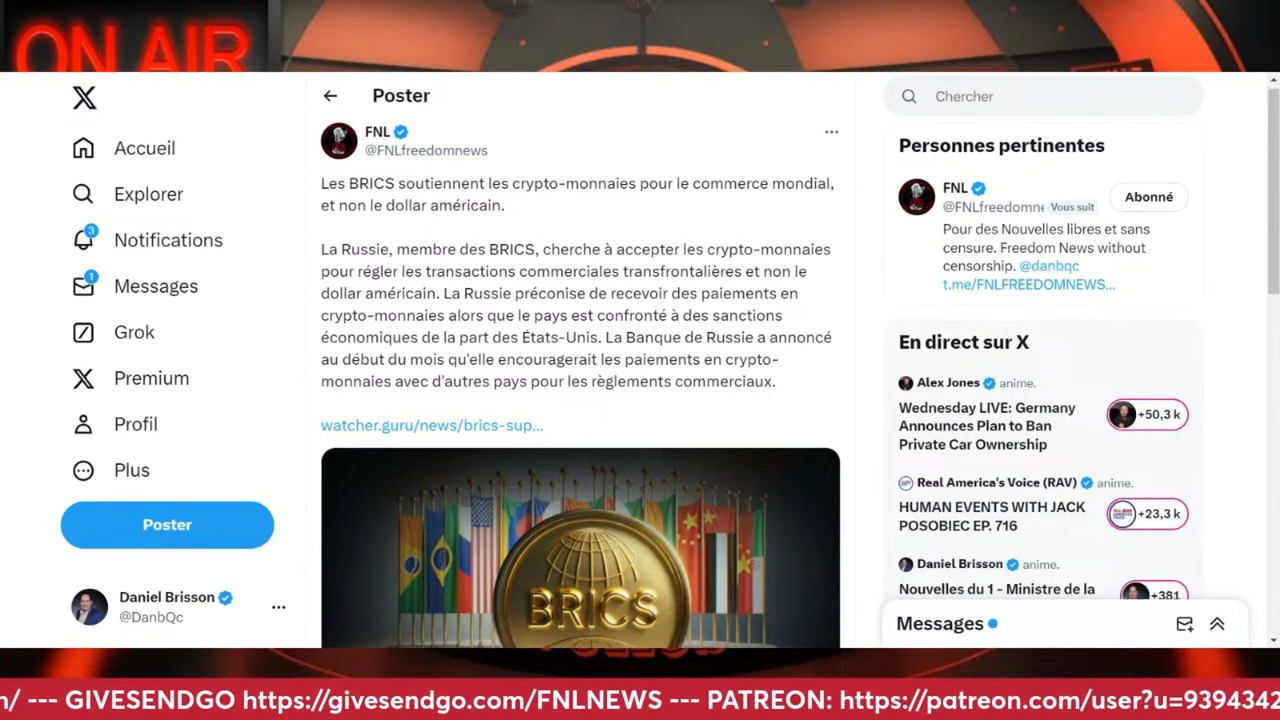 ON AIR
X
Accueil
Explorer
3
Notifications
1
Messages
Grok
Premium
Profil
Plus
Poster
Daniel Brisson
@DanbQc
Poster
FNL
@FNLfreedomnews
Les BRICS soutiennent les crypto-monnaies pour le commerce mondial,
et non le dollar américain.
La Russie, membre des BRICS, cherche à accepter les crypto-monnaies
pour régler les transactions commerciales transfrontalières et non le
dollar américain. La Russie préconise de recevoir des paiements en
crypto-monnaies alors que le pays est confronté à des sanctions
économiques de la part des États-Unis. La Banque de Russie a annoncé
au début du mois qu'elle encouragerait les paiements en crypto-
monnaies avec d'autres pays pour les règlements commerciaux.
watcher.guru/news/brics-sup...
BRICS
Chercher
Personnes pertinentes
FNL
@FNLfreedomne Vous suit
Abonné
Pour des Nouvelles libres et sans
censure. Freedom News without
censorship. @danbqc
t.me/FNLFREEDOMNEWS...
En direct sur X
Alex Jones anime.
Wednesday LIVE: Germany
Announces Plan to Ban
Private Car Ownership
+50,3 k
Real America's Voice (RAV) anime.
HUMAN EVENTS WITH JACK
POSOBIEC EP. 716
+23,3 k
Daniel Brisson anime.
Nouvelles du 1 - Ministre de la
+381
Messages
/ --- GIVESENDGO https://givesendgo.com/FNLNEWS --- PATREON: https://patreon.com/user?u=9394342